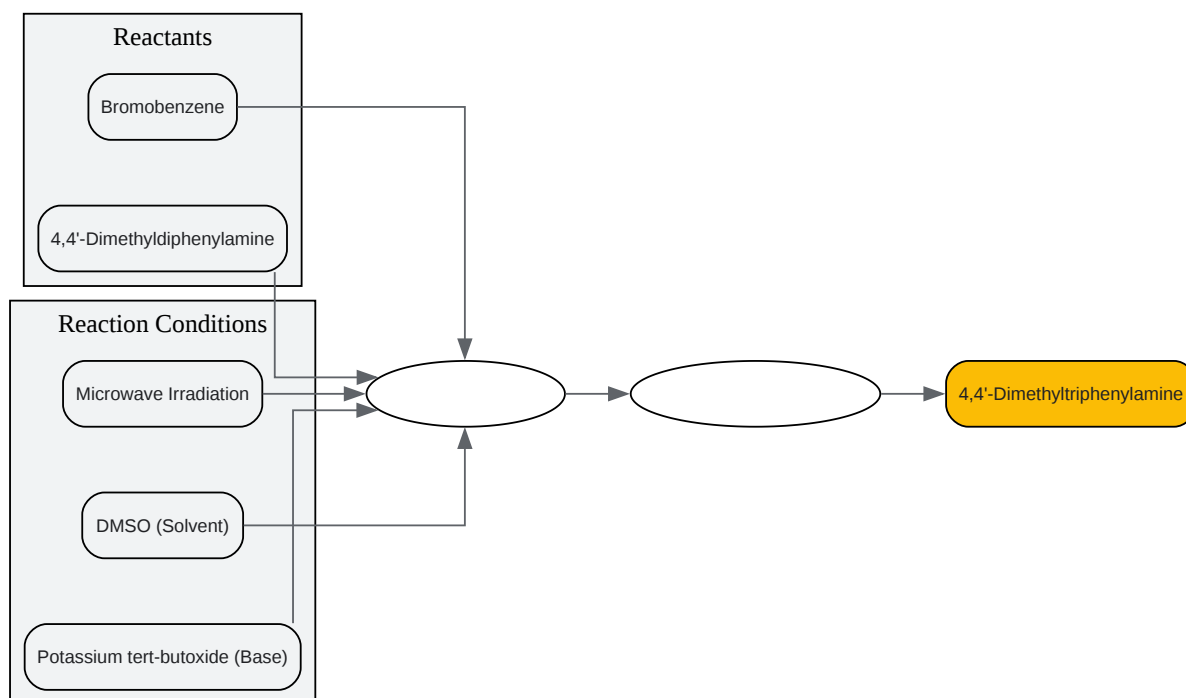 Reactants
Bromobenzene
4,4'-Dimethyldiphenylamine
Reaction Conditions
Microwave Irradiation
4,4'-Dimethyltriphenylamine
DMSO (Solvent)
Potassium tert-butoxide (Base)